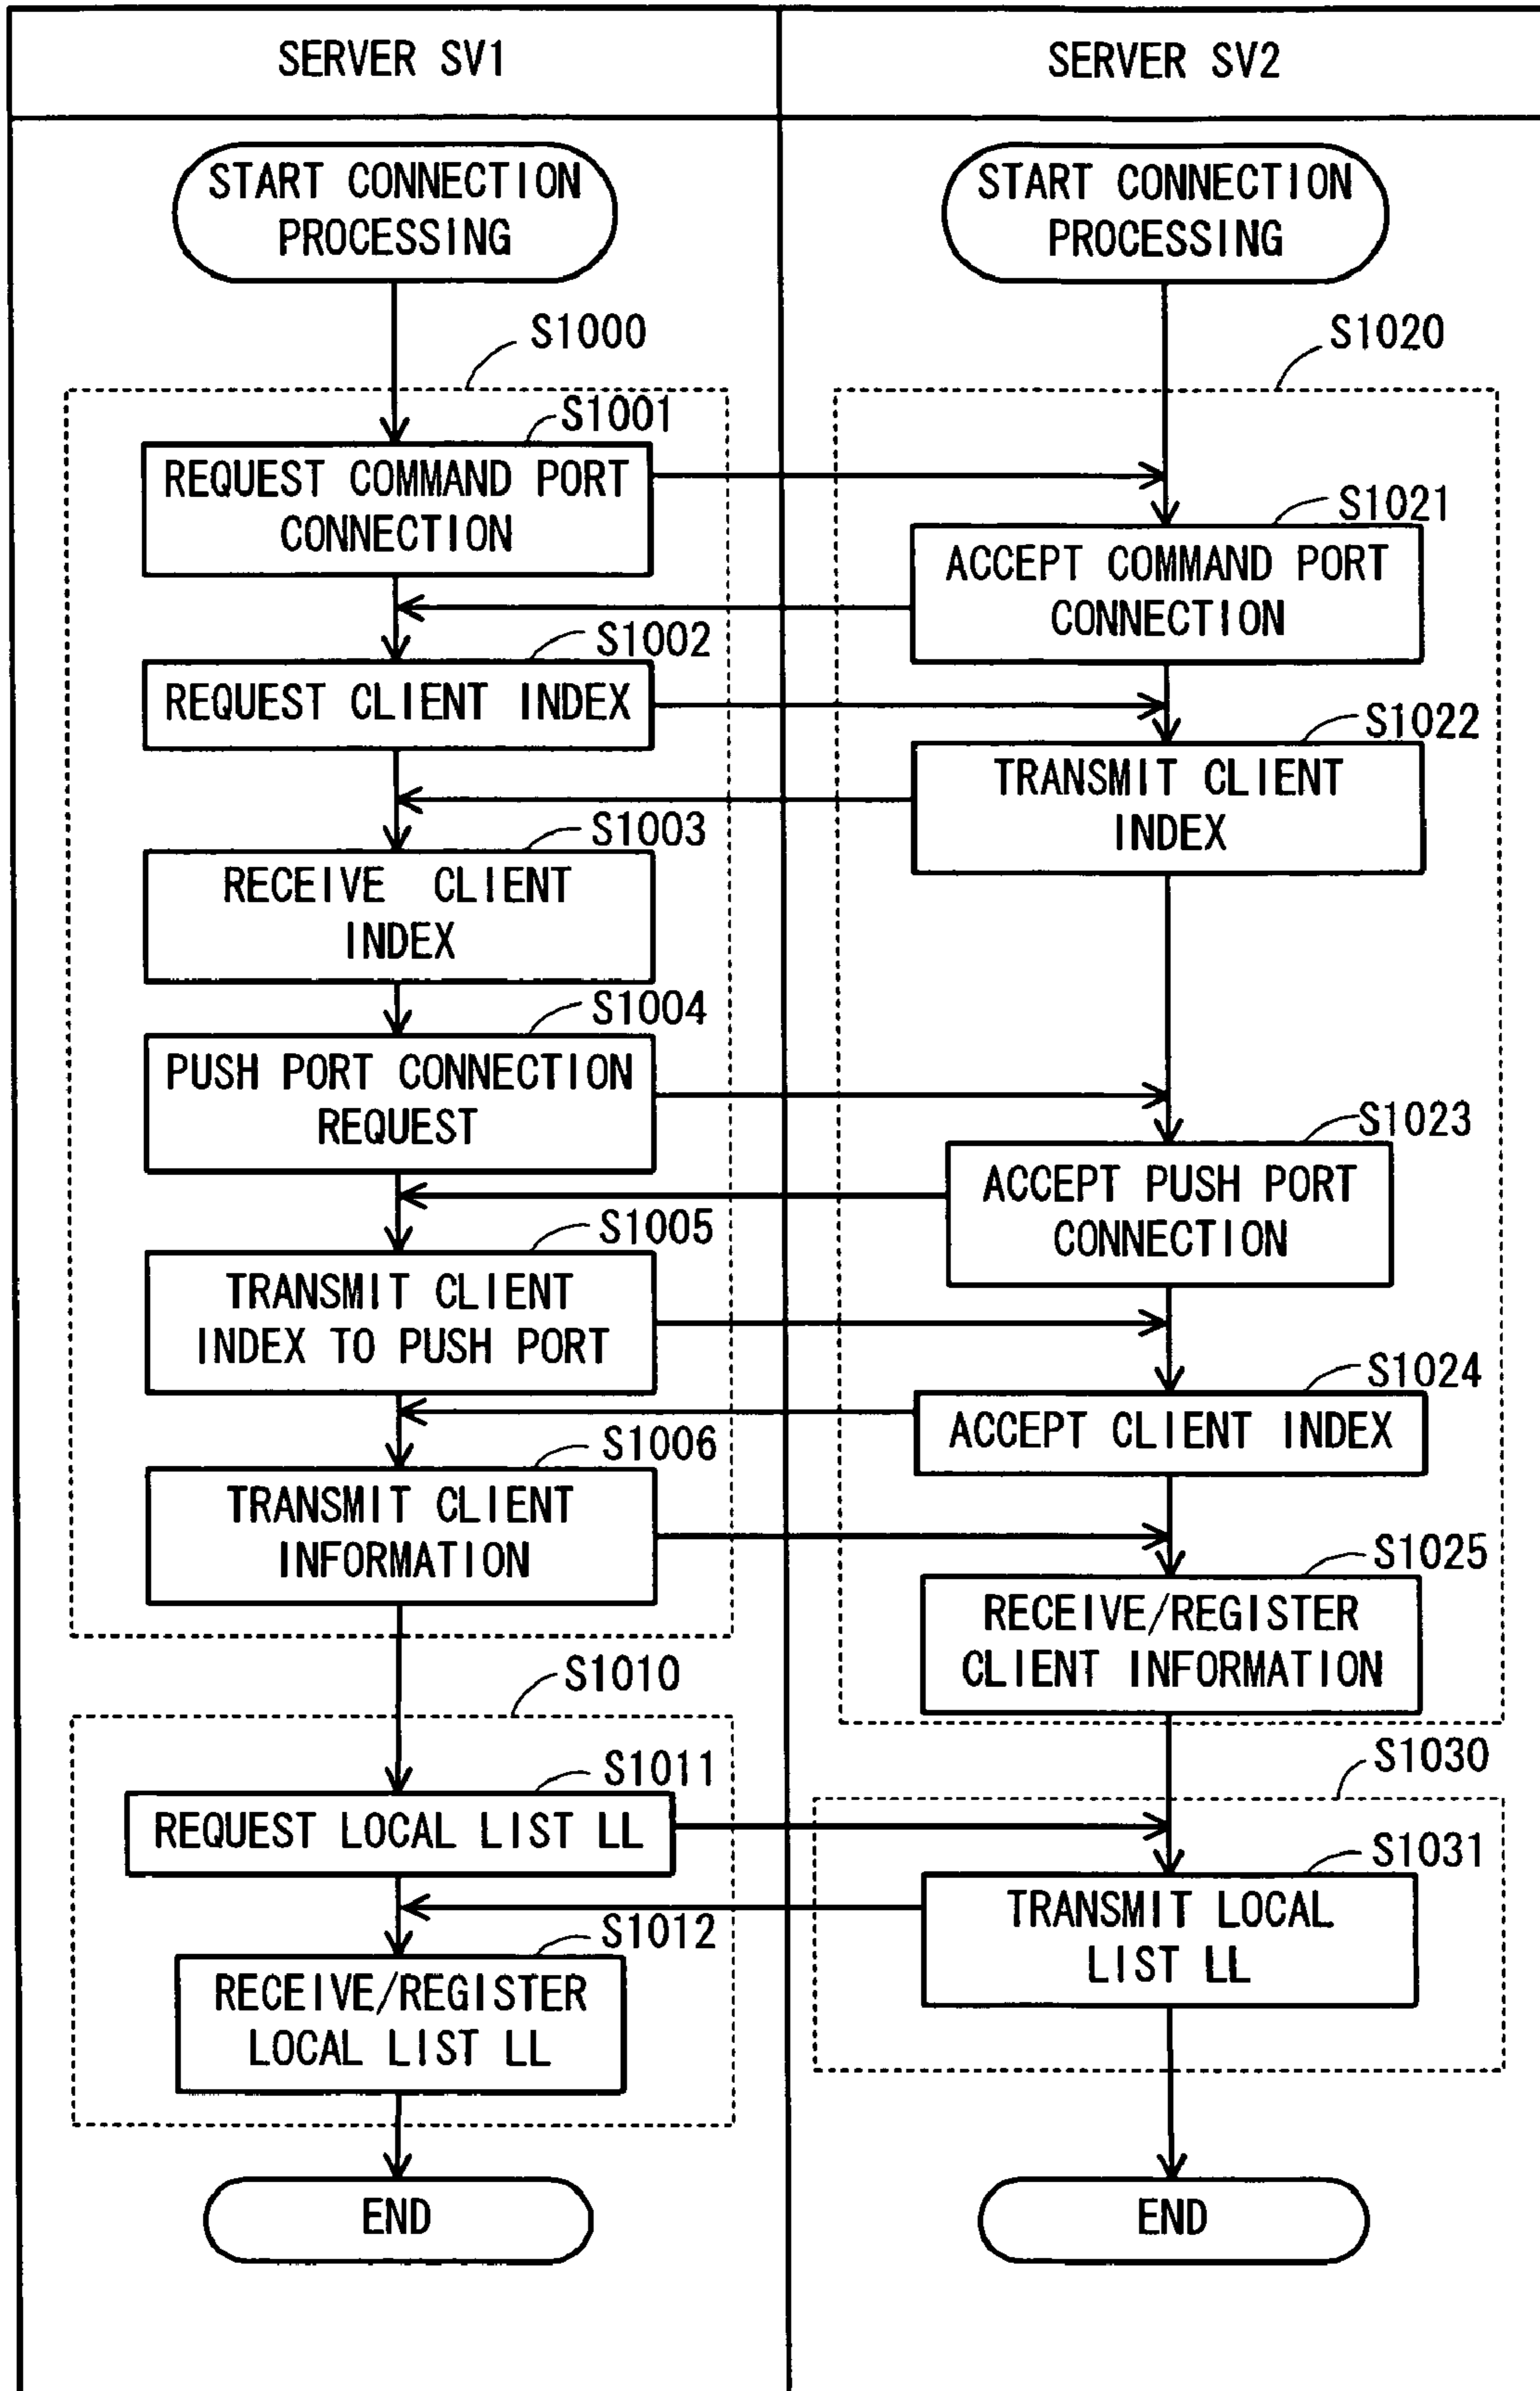 SERVER SV1
SERVER SV2
START CONNECTION
PROCESSING
START CONNECTION
PROCESSING
S1000
S1020
S1001
REQUEST COMMAND PORT
CONNECTION
S1021
ACCEPT COMMAND PORT
CONNECTION
S1002
REQUEST CLIENT INDEX
S1022
TRANSMIT CLIENT
INDEX
S1003
RECEIVE CLIENT
INDEX
S1004
PUSH PORT CONNECTION
REQUEST
S1023
ACCEPT PUSH PORT
CONNECTION
S1005
TRANSMIT CLIENT
INDEX TO PUSH PORT
S1024
ACCEPT CLIENT INDEX
S1006
TRANSMIT CLIENT
INFORMATION
S1025
RECEIVE/REGISTER
CLIENT INFORMATION
S1010
S1030
S1011
REQUEST LOCAL LIST LL
S1031
TRANSMIT LOCAL
LIST LL
S1012
RECEIVE/REGISTER
LOCAL LIST LL
END
END